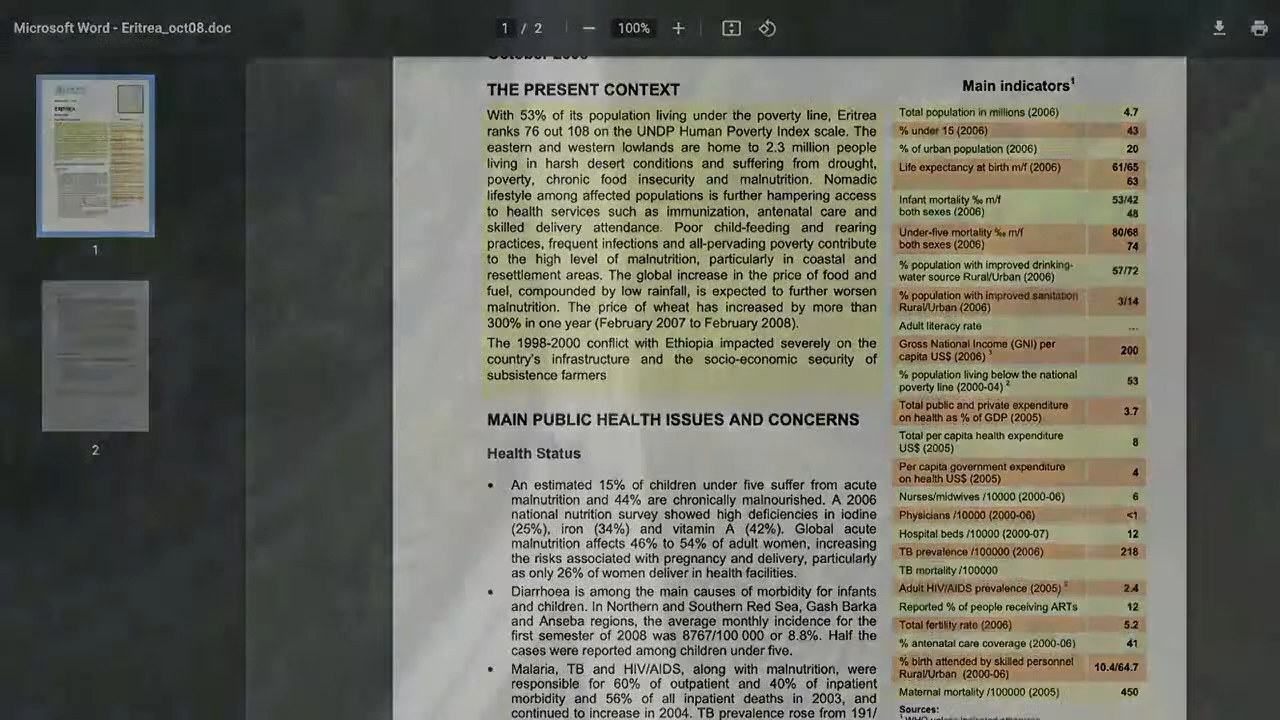 Microsoft Word - Eritrea_oct08.doc
1 / 2
100%
1
2
THE PRESENT CONTEXT
With 53% of its population living under the poverty line, Eritrea
ranks 76 out 108 on the UNDP Human Poverty Index scale. The
eastern and western lowlands are home to 2.3 million people
living in harsh desert conditions and suffering from drought,
poverty, chronic food insecurity and malnutrition. Nomadic
lifestyle among affected populations is further hampering access
to health services such as immunization, antenatal care and
skilled delivery attendance. Poor child-feeding and rearing
practices, frequent infections and all-pervading poverty contribute
to the high level of malnutrition, particularly in coastal and
resettlement areas. The global increase in the price of food and
fuel, compounded by low rainfall, is expected to further worsen
malnutrition. The price of wheat has increased by more than
300% in one year (February 2007 to February 2008).
The 1998-2000 conflict with Ethiopia impacted severely on the
country's infrastructure and the socio-economic security of
subsistence farmers
MAIN PUBLIC HEALTH ISSUES AND CONCERNS
Health Status
• An estimated 15% of children under five suffer from acute
malnutrition and 44% are chronically malnourished. A 2006
national nutrition survey showed high deficiencies in iodine
(25%), iron (34%) and vitamin A (42%). Global acute
malnutrition affects 46% to 54% of adult women, increasing
the risks associated with pregnancy and delivery, particularly
as only 26% of women deliver in health facilities.
• Diarrhoea is among the main causes of morbidity for infants
and children. In Northern and Southern Red Sea, Gash Barka
and Anseba regions, the average monthly incidence for the
first semester of 2008 was 8767/100 000 or 8.8%. Half the
cases were reported among children under five.
• Malaria, TB and HIV/AIDS, along with malnutrition, were
responsible for 60% of outpatient and 40% of inpatient
morbidity and 56% of all inpatient deaths in 2003, and
continued to increase in 2004. TB prevalence rose from 191/
Main indicators¹
Total population in millions (2006) 4.7
% under 15 (2006) 43
% of urban population (2006) 20
Life expectancy at birth m/f (2006) 61/65
63
Infant mortality ‰ m/f 53/42
both sexes (2006) 48
Under-five mortality ‰ m/f 80/68
both sexes (2006) 74
% population with improved drinking-
water source Rural/Urban (2006) 57/72
% population with improved sanitation
Rural/Urban (2006) 3/14
Adult literacy rate ...
Gross National Income (GNI) per
capita US$ (2006) ³ 200
% population living below the national
poverty line (2000-04) ² 53
Total public and private expenditure
on health as % of GDP (2005) 3.7
Total per capita health expenditure
US$ (2005) 8
Per capita government expenditure
on health US$ (2005) 4
Nurses/midwives /10000 (2000-06) 6
Physicians /10000 (2000-06) <1
Hospital beds /10000 (2000-07) 12
TB prevalence /100000 (2006) 218
TB mortality /100000
Adult HIV/AIDS prevalence (2005) 2.4
Reported % of people receiving ARTs 12
Total fertility rate (2006) 5.2
% antenatal care coverage (2000-06) 41
% birth attended by skilled personnel
Rural/Urban (2000-06) 10.4/64.7
Maternal mortality /100000 (2005) 450
Sources: